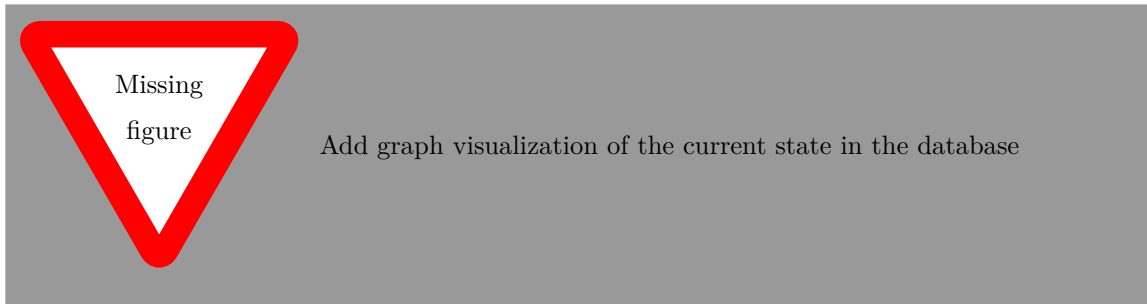 Missing
figure
Add graph visualization of the current state in the database